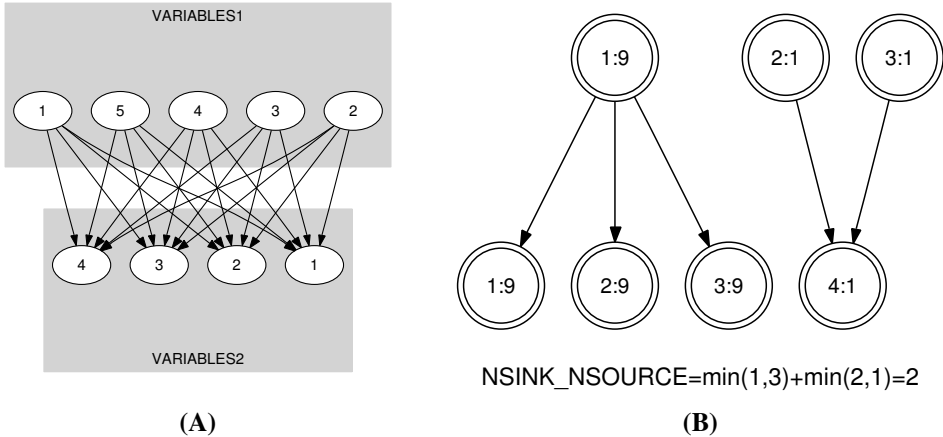 VARIABLES1
1 5 4 3 2
4 3 2 1
VARIABLES2
(A)
1:9 2:1 3:1
1:9 2:9 3:9 4:1
NSINK_NSOURCE=min(1,3)+min(2,1)=2
(B)